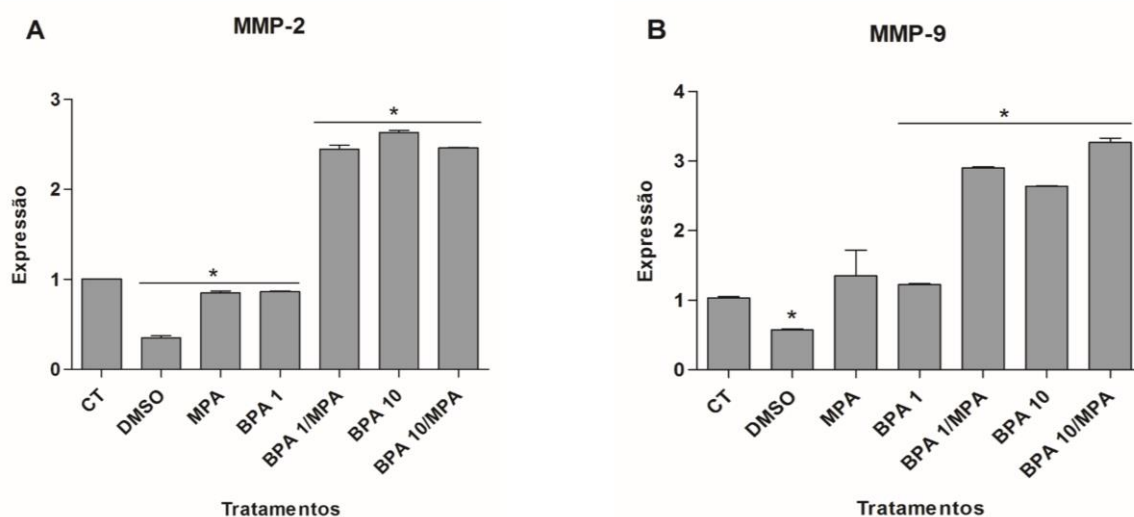 A
MMP-2
Expressão
3
2
1
0
*
*
CT
DMSO
MPA
BPA 1
BPA 1/MPA
BPA 10
BPA 10/MPA
Tratamentos
B
MMP-9
Expressão
4
3
2
1
0
*
*
CT
DMSO
MPA
BPA 1
BPA 1/MPA
BPA 10
BPA 10/MPA
Tratamentos